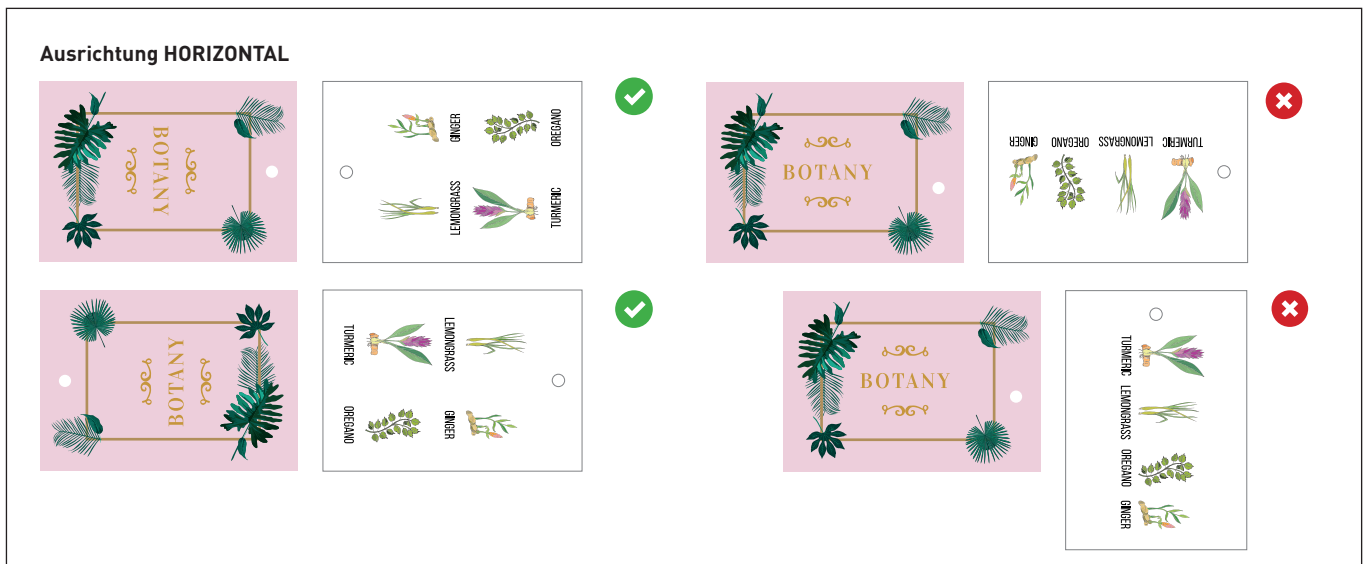 Ausrichtung HORIZONTAL
BOTANY
GINGER
OREGANO
LEMONGRASS
TURMERIC
BOTANY
GINGER
OREGANO
LEMONGRASS
TURMERIC
BOTANY
TURMERIC
LEMONGRASS
OREGANO
GINGER
BOTANY
TURMERIC
LEMONGRASS
OREGANO
GINGER